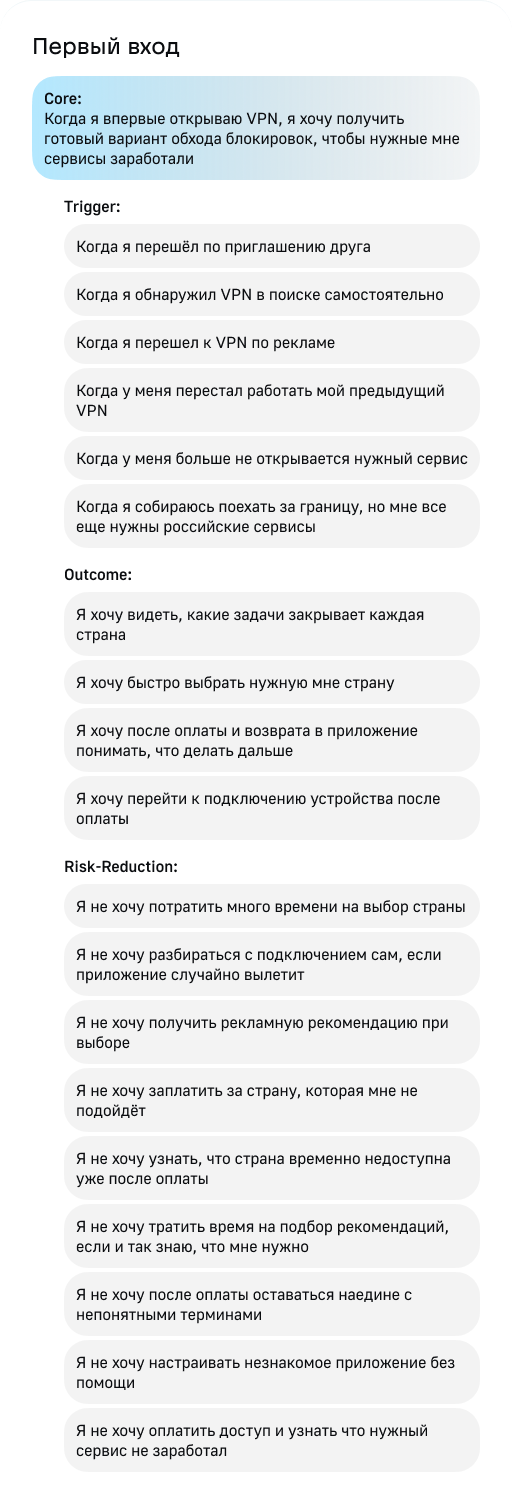 Первый вход
Core:
Когда я впервые открываю VPN, я хочу получить
готовый вариант обхода блокировок, чтобы нужные мне
сервисы заработали
Trigger:
Когда я перешёл по приглашению друга
Когда я обнаружил VPN в поиске самостоятельно
Когда я перешел к VPN по рекламе
Когда у меня перестал работать мой предыдущий
VPN
Когда у меня больше не открывается нужный сервис
Когда я собираюсь поехать за границу, но мне все
еще нужны российские сервисы
Outcome:
Я хочу видеть, какие задачи закрывает каждая
страна
Я хочу быстро выбрать нужную мне страну
Я хочу после оплаты и возврата в приложение
понимать, что делать дальше
Я хочу перейти к подключению устройства после
оплаты
Risk-Reduction:
Я не хочу потратить много времени на выбор страны
Я не хочу разбираться с подключением сам, если
приложение случайно вылетит
Я не хочу получить рекламную рекомендацию при
выборе
Я не хочу заплатить за страну, которая мне не
подойдёт
Я не хочу узнать, что страна временно недоступна
уже после оплаты
Я не хочу тратить время на подбор рекомендаций,
если и так знаю, что мне нужно
Я не хочу после оплаты оставаться наедине с
непонятными терминами
Я не хочу настраивать незнакомое приложение без
помощи
Я не хочу оплатить доступ и узнать что нужный
сервис не заработал